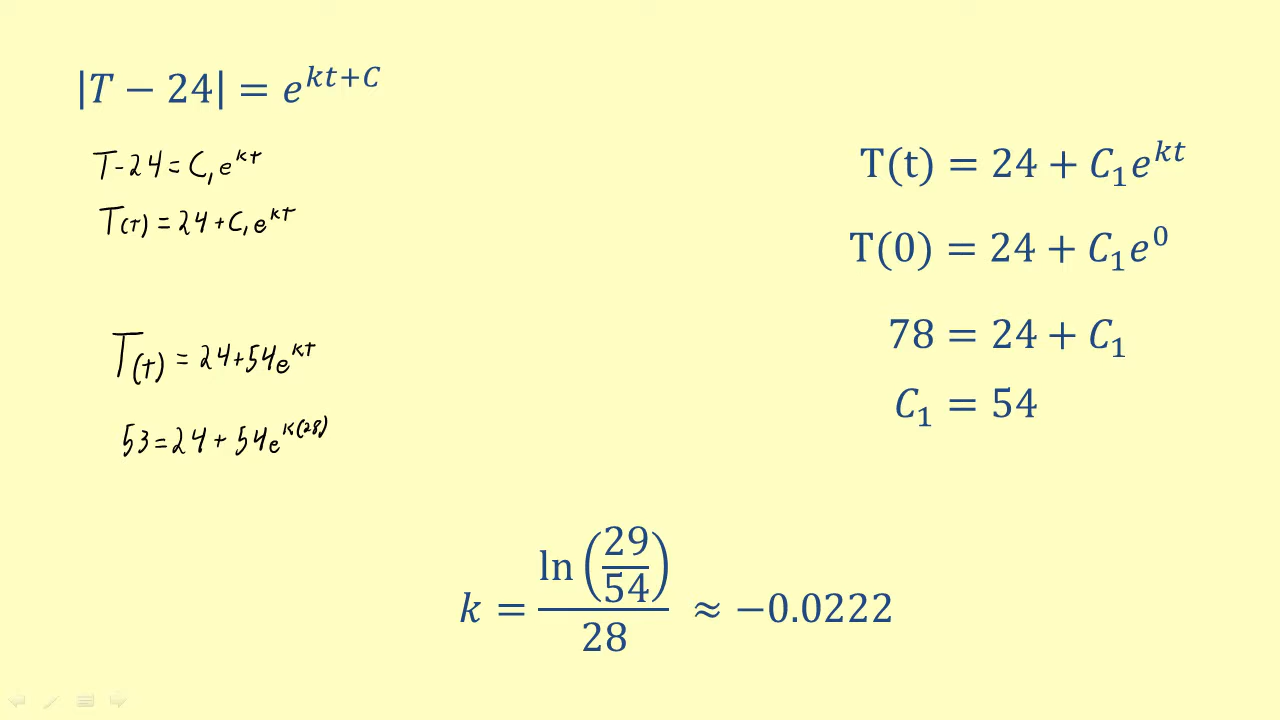 |T − 24| = e^{kt+C}
T-24 = C₁e^{kt}
T(t) = 24 + C₁e^{kt}
T(t) = 24+54e^{kt}
53 = 24 + 54e^{k(28)}
T(t) = 24 + C₁e^{kt}
T(0) = 24 + C₁e⁰
78 = 24 + C₁
C₁ = 54
k = ln(29/54)/28 ≈ −0.0222